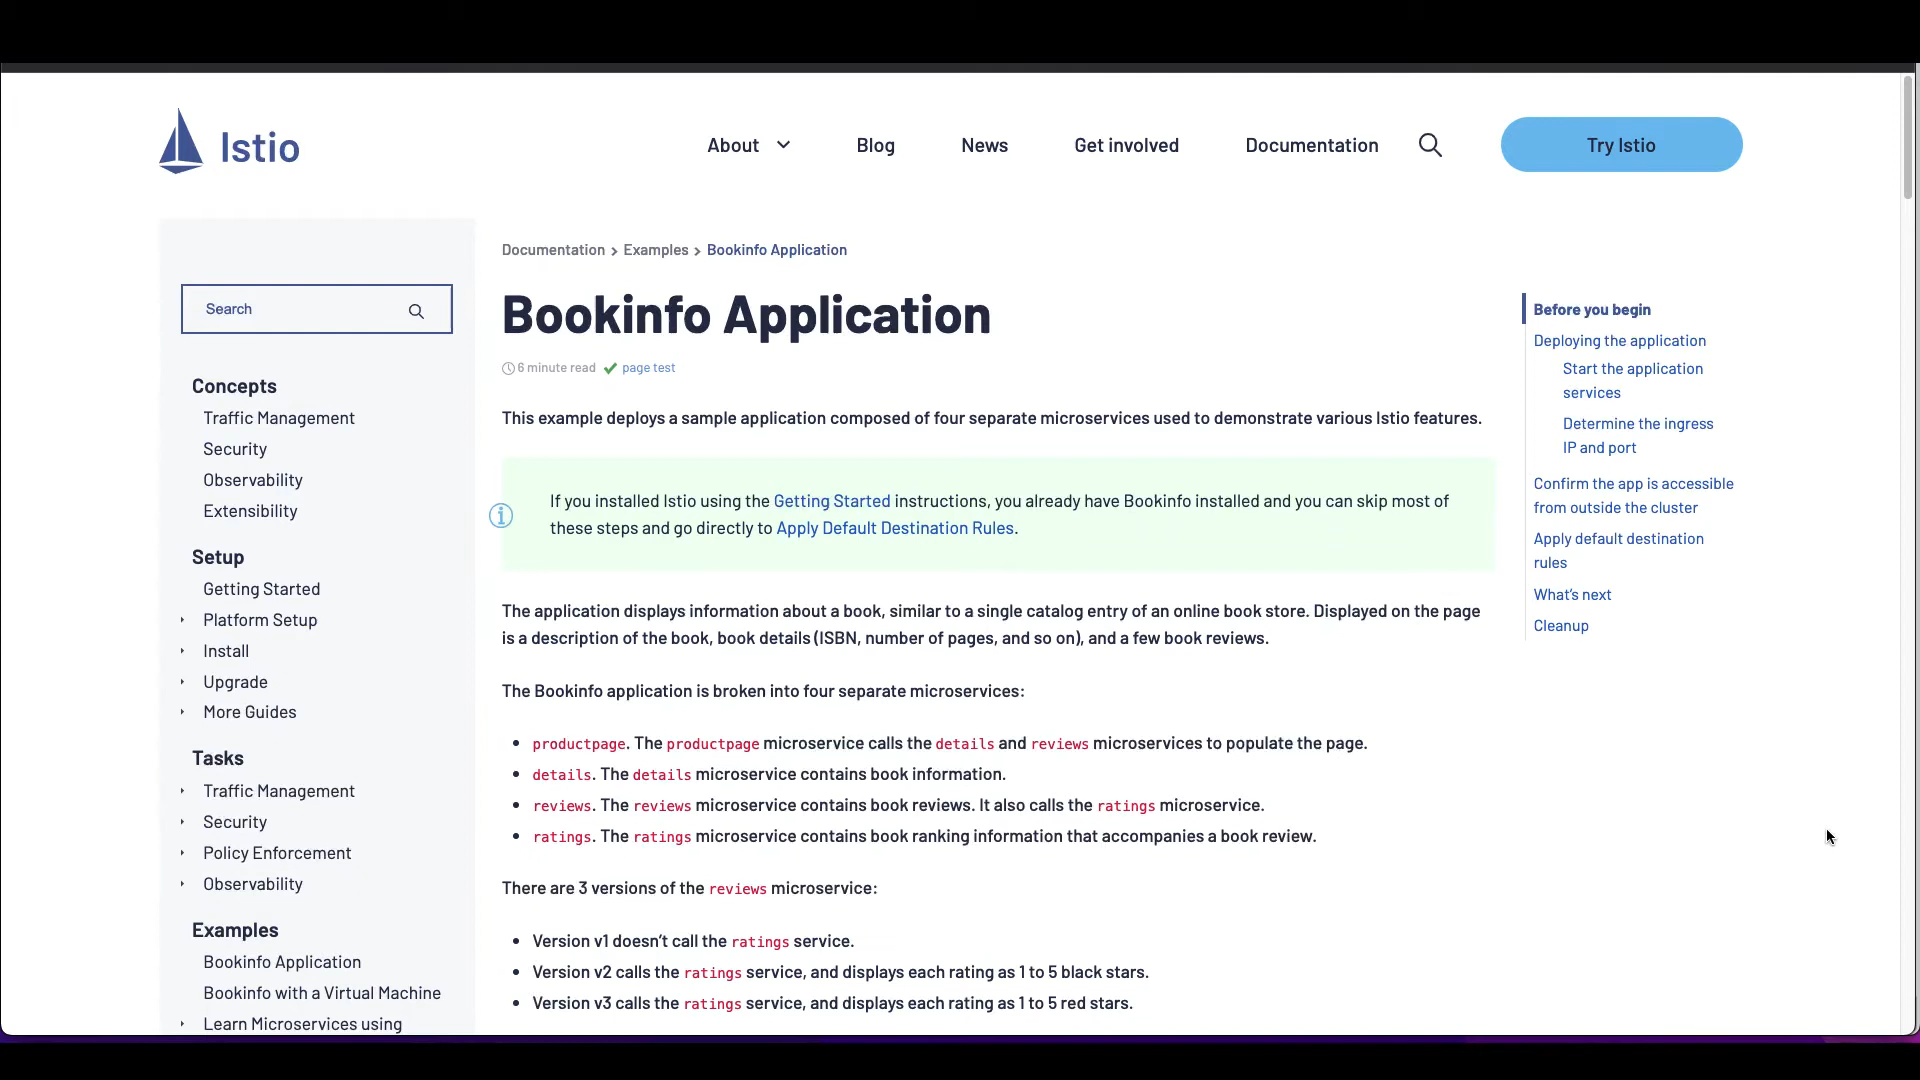 Istio
About
Blog
News
Get involved
Documentation
Try Istio
Search
Concepts
Traffic Management
Security
Observability
Extensibility
Setup
Getting Started
Platform Setup
Install
Upgrade
More Guides
Tasks
Traffic Management
Security
Policy Enforcement
Observability
Examples
Bookinfo Application
Bookinfo with a Virtual Machine
Learn Microservices using
Documentation > Examples > Bookinfo Application
Bookinfo Application
6 minute read page test
This example deploys a sample application composed of four separate microservices used to demonstrate various Istio features.
If you installed Istio using the Getting Started instructions, you already have Bookinfo installed and you can skip most of
these steps and go directly to Apply Default Destination Rules.
The application displays information about a book, similar to a single catalog entry of an online book store. Displayed on the page
is a description of the book, book details (ISBN, number of pages, and so on), and a few book reviews.
The Bookinfo application is broken into four separate microservices:
• productpage. The productpage microservice calls the details and reviews microservices to populate the page.
• details. The details microservice contains book information.
• reviews. The reviews microservice contains book reviews. It also calls the ratings microservice.
• ratings. The ratings microservice contains book ranking information that accompanies a book review.
There are 3 versions of the reviews microservice:
• Version v1 doesn’t call the ratings service.
• Version v2 calls the ratings service, and displays each rating as 1 to 5 black stars.
• Version v3 calls the ratings service, and displays each rating as 1 to 5 red stars.
Before you begin
Deploying the application
Start the application
services
Determine the ingress
IP and port
Confirm the app is accessible
from outside the cluster
Apply default destination
rules
What’s next
Cleanup